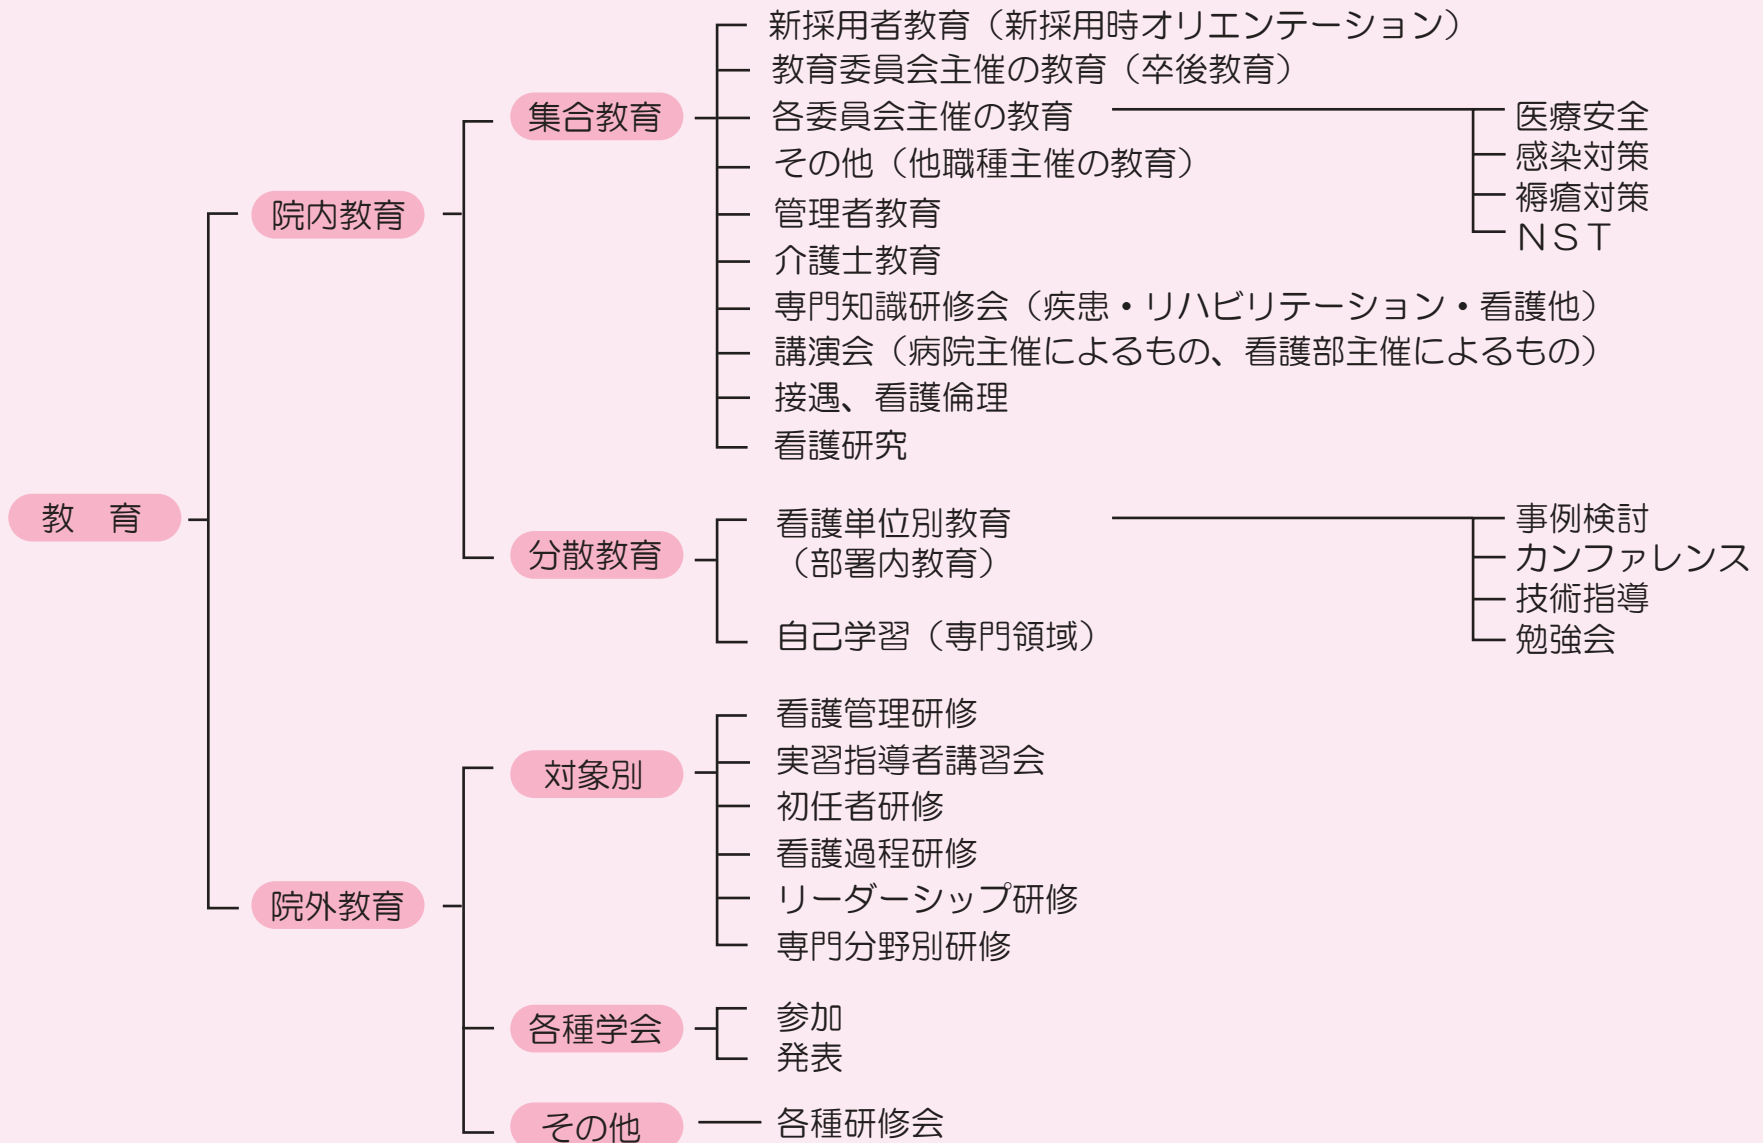 教　育
院内教育
集合教育
新採用者教育（新採用時オリエンテーション）
教育委員会主催の教育（卒後教育）
各委員会主催の教育
医療安全
感染対策
褥瘡対策
ＮＳＴ
その他（他職種主催の教育）
管理者教育
介護士教育
専門知識研修会（疾患・リハビリテーション・看護他）
講演会（病院主催によるもの、看護部主催によるもの）
接遇、看護倫理
看護研究
分散教育
看護単位別教育
（部署内教育）
事例検討
カンファレンス
技術指導
勉強会
自己学習（専門領域）
院外教育
対象別
看護管理研修
実習指導者講習会
初任者研修
看護過程研修
リーダーシップ研修
専門分野別研修
各種学会
参加
発表
その他
各種研修会